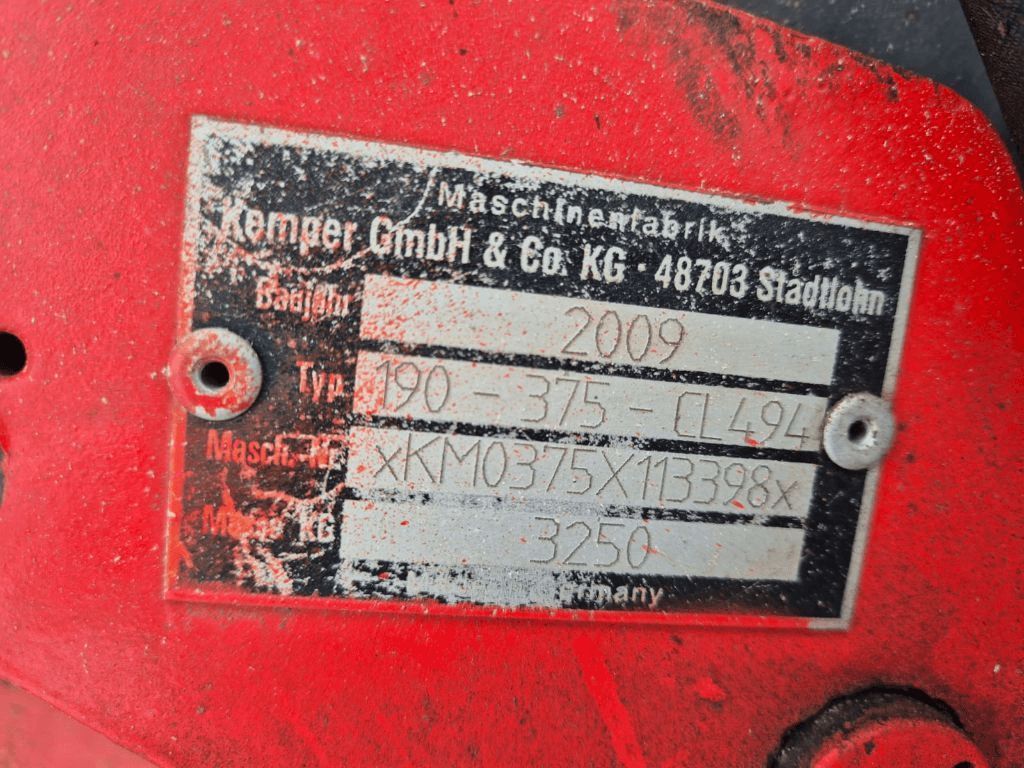 Maschinenfabrik
Kemper GmbH & Co. KG · 48703 Stadtlohn
Baujahr 2009
Typ 190 - 375 - CL494
Masch.-Nr. xKM0375X113398x
Masse KG 3250
Germany